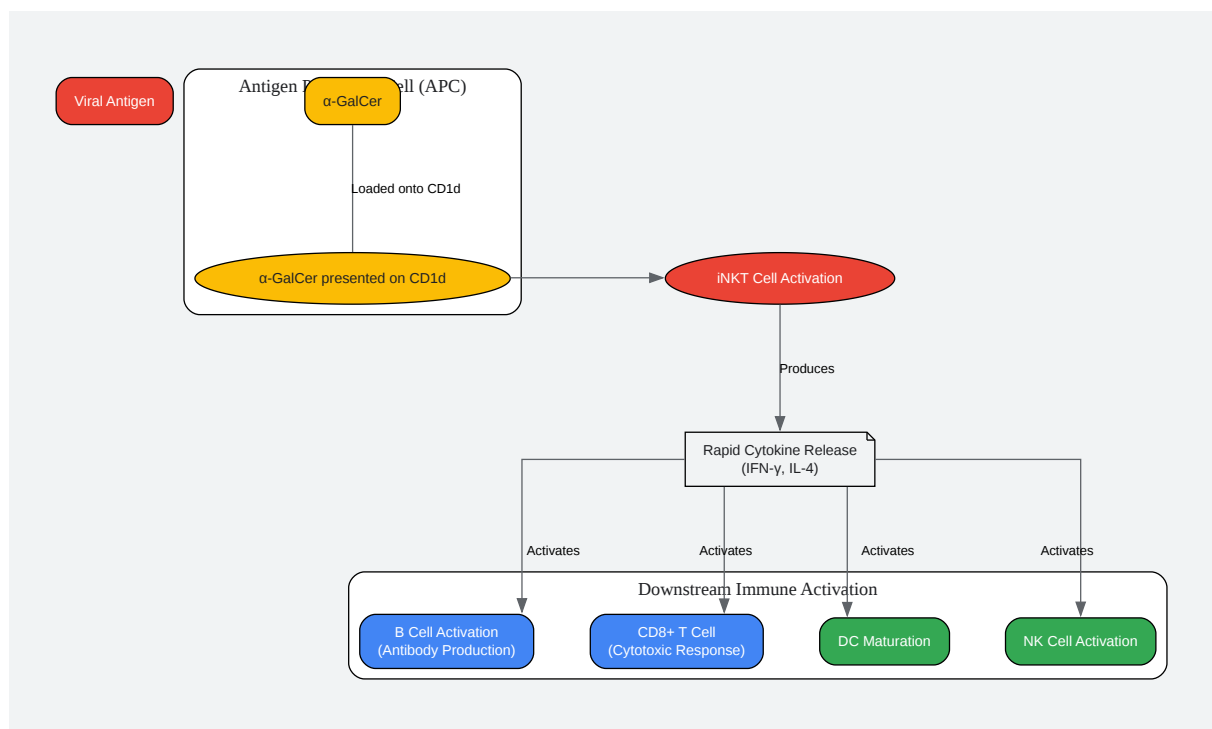 Viral Antigen
Antigen
ell (APC)
α-GalCer
Loaded onto CD1d
α-GalCer presented on CD1d
iNKT Cell Activation
Produces
Rapid Cytokine Release
(IFN-γ, IL-4)
Activates
Activates
Activates
Activates
Downstream Immune Activation
B Cell Activation
(Antibody Production)
CD8+ T Cell
(Cytotoxic Response)
DC Maturation
NK Cell Activation